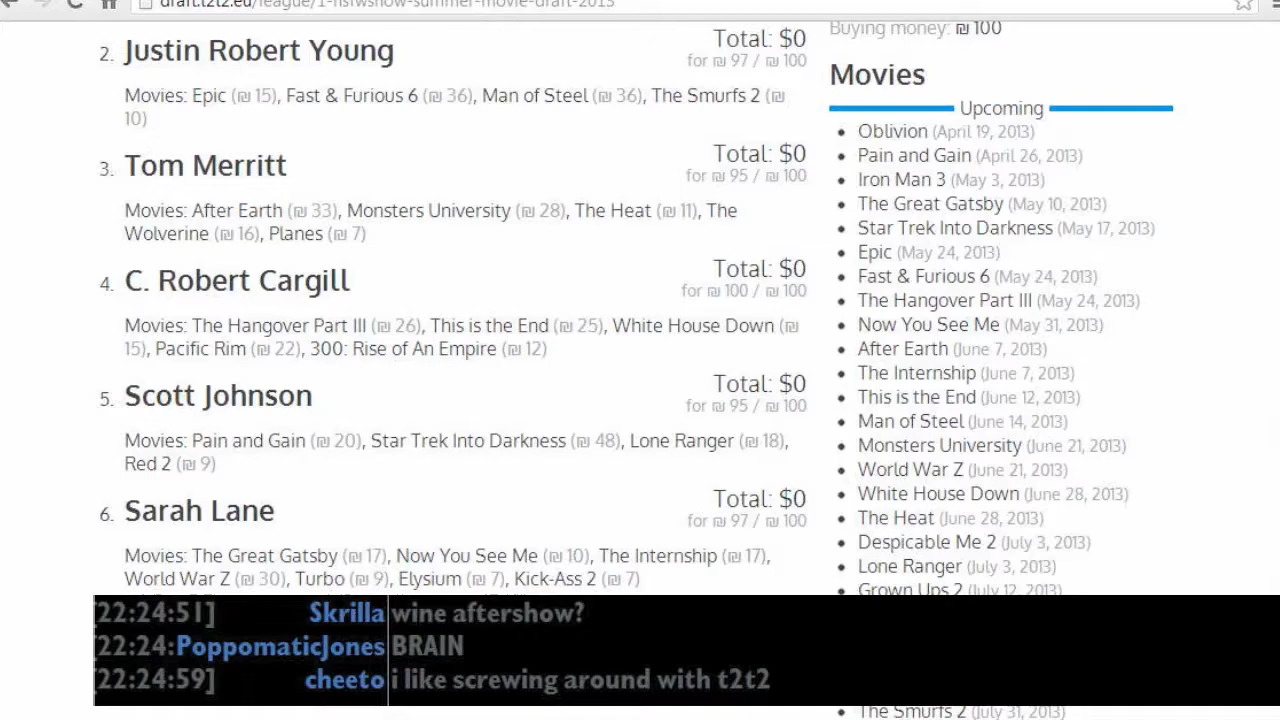 draft.t2t2.eu/league/1-nsfwshow-summer-movie-draft-2013
2. Justin Robert Young
Total: $0
for ₪ 97 / ₪ 100
Movies: Epic (₪ 15), Fast & Furious 6 (₪ 36), Man of Steel (₪ 36), The Smurfs 2 (₪
10)
3. Tom Merritt
Total: $0
for ₪ 95 / ₪ 100
Movies: After Earth (₪ 33), Monsters University (₪ 28), The Heat (₪ 11), The
Wolverine (₪ 16), Planes (₪ 7)
4. C. Robert Cargill
Total: $0
for ₪ 100 / ₪ 100
Movies: The Hangover Part III (₪ 26), This is the End (₪ 25), White House Down (₪
15), Pacific Rim (₪ 22), 300: Rise of An Empire (₪ 12)
5. Scott Johnson
Total: $0
for ₪ 95 / ₪ 100
Movies: Pain and Gain (₪ 20), Star Trek Into Darkness (₪ 48), Lone Ranger (₪ 18),
Red 2 (₪ 9)
6. Sarah Lane
Total: $0
for ₪ 97 / ₪ 100
Movies: The Great Gatsby (₪ 17), Now You See Me (₪ 10), The Internship (₪ 17),
World War Z (₪ 30), Turbo (₪ 9), Elysium (₪ 7), Kick-Ass 2 (₪ 7)
Buying money: ₪ 100
Movies
Upcoming
Oblivion (April 19, 2013)
Pain and Gain (April 26, 2013)
Iron Man 3 (May 3, 2013)
The Great Gatsby (May 10, 2013)
Star Trek Into Darkness (May 17, 2013)
Epic (May 24, 2013)
Fast & Furious 6 (May 24, 2013)
The Hangover Part III (May 24, 2013)
Now You See Me (May 31, 2013)
After Earth (June 7, 2013)
The Internship (June 7, 2013)
This is the End (June 12, 2013)
Man of Steel (June 14, 2013)
Monsters University (June 21, 2013)
World War Z (June 21, 2013)
White House Down (June 28, 2013)
The Heat (June 28, 2013)
Despicable Me 2 (July 3, 2013)
Lone Ranger (July 3, 2013)
Grown Ups 2 (July 12, 2013)
The Smurfs 2 (July 31, 2013)
[22:24:51] Skrilla wine aftershow?
[22:24: PoppomaticJones BRAIN
[22:24:59] cheeto i like screwing around with t2t2